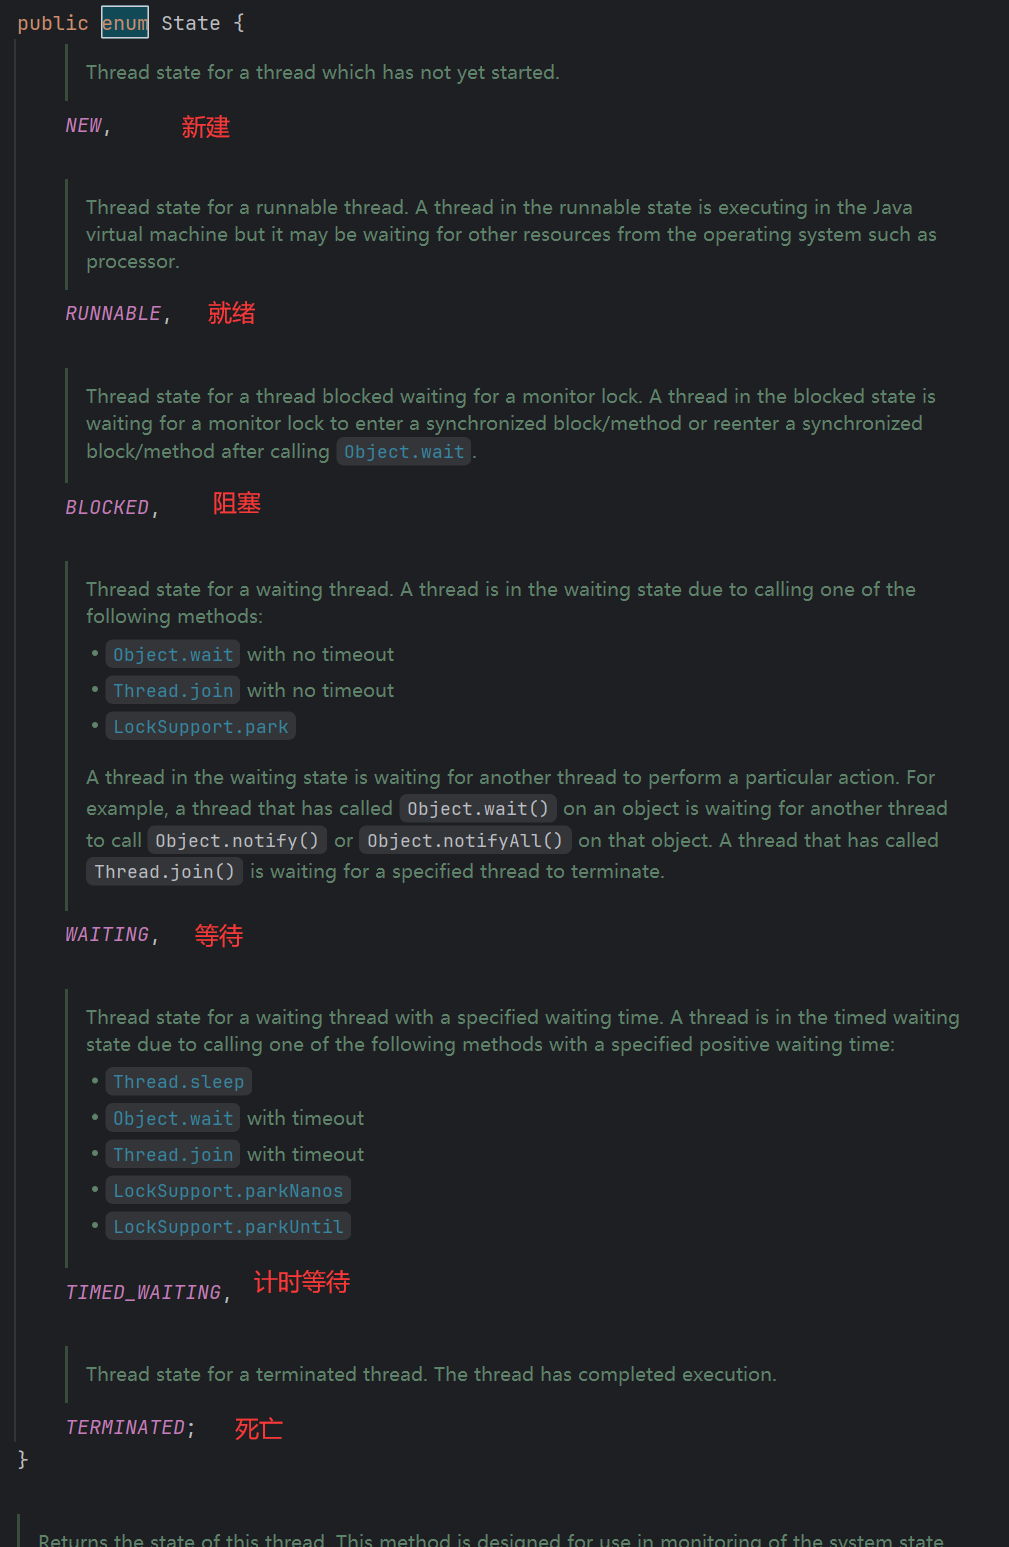 public enum State {
Thread state for a thread which has not yet started.
NEW, 新建
Thread state for a runnable thread. A thread in the runnable state is executing in the Java
virtual machine but it may be waiting for other resources from the operating system such as
processor.
RUNNABLE, 就绪
Thread state for a thread blocked waiting for a monitor lock. A thread in the blocked state is
waiting for a monitor lock to enter a synchronized block/method or reenter a synchronized
block/method after calling Object.wait.
BLOCKED, 阻塞
Thread state for a waiting thread. A thread is in the waiting state due to calling one of the
following methods:
• Object.wait with no timeout
• Thread.join with no timeout
• LockSupport.park
A thread in the waiting state is waiting for another thread to perform a particular action. For
example, a thread that has called Object.wait() on an object is waiting for another thread
to call Object.notify() or Object.notifyAll() on that object. A thread that has called
Thread.join() is waiting for a specified thread to terminate.
WAITING, 等待
Thread state for a waiting thread with a specified waiting time. A thread is in the timed waiting
state due to calling one of the following methods with a specified positive waiting time:
• Thread.sleep
• Object.wait with timeout
• Thread.join with timeout
• LockSupport.parkNanos
• LockSupport.parkUntil
TIMED_WAITING, 计时等待
Thread state for a terminated thread. The thread has completed execution.
TERMINATED; 死亡
}
Returns the state of this thread. This method is designed for use in monitoring of the system state